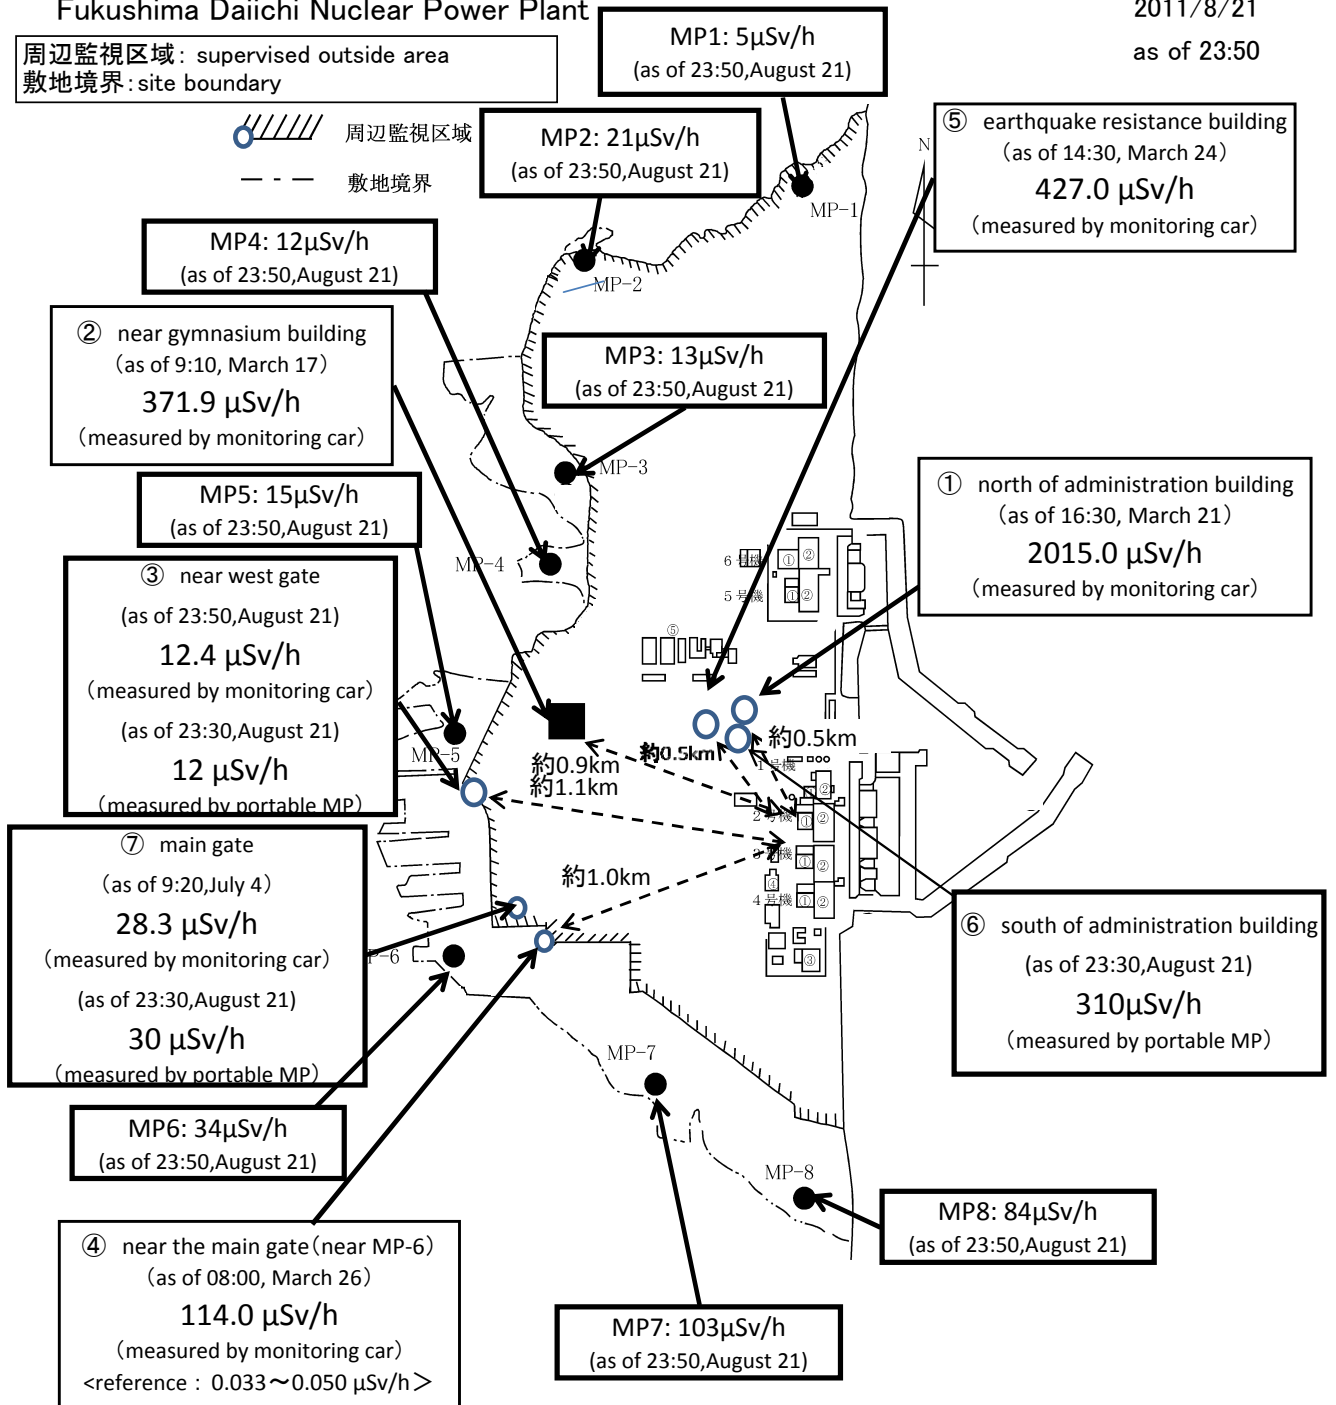 Fukushima Daiichi Nuclear Power Plant
2011/8/21
as of 23:50
周辺監視区域: supervised outside area
敷地境界:site boundary
周辺監視区域
敷地境界
MP1: 5μSv/h
(as of 23:50,August 21)
MP2: 21μSv/h
(as of 23:50,August 21)
⑤ earthquake resistance building
(as of 14:30, March 24)
427.0 μSv/h
(measured by monitoring car)
N
MP-1
MP4: 12μSv/h
(as of 23:50,August 21)
MP-2
② near gymnasium building
(as of 9:10, March 17)
371.9 μSv/h
(measured by monitoring car)
MP3: 13μSv/h
(as of 23:50,August 21)
MP-3
MP5: 15μSv/h
(as of 23:50,August 21)
① north of administration building
(as of 16:30, March 21)
2015.0 μSv/h
(measured by monitoring car)
MP-4
③ near west gate
(as of 23:50,August 21)
12.4 μSv/h
(measured by monitoring car)
(as of 23:30,August 21)
12 μSv/h
(measured by portable MP)
6号機
① ②
5号機
① ②
⑤
MP-5
約0.9km
約1.1km
約0.5km
約0.5km
1号機
②
2号機
① ②
3号機
① ②
4号機
① ②
④
③
約1.0km
⑦ main gate
(as of 9:20,July 4)
28.3 μSv/h
(measured by monitoring car)
(as of 23:30,August 21)
30 μSv/h
(measured by portable MP)
P-6
⑥ south of administration building
(as of 23:30,August 21)
310μSv/h
(measured by portable MP)
MP-7
MP6: 34μSv/h
(as of 23:50,August 21)
MP-8
MP8: 84μSv/h
(as of 23:50,August 21)
④ near the main gate(near MP-6)
(as of 08:00, March 26)
114.0 μSv/h
(measured by monitoring car)
<reference : 0.033～0.050 μSv/h>
MP7: 103μSv/h
(as of 23:50,August 21)